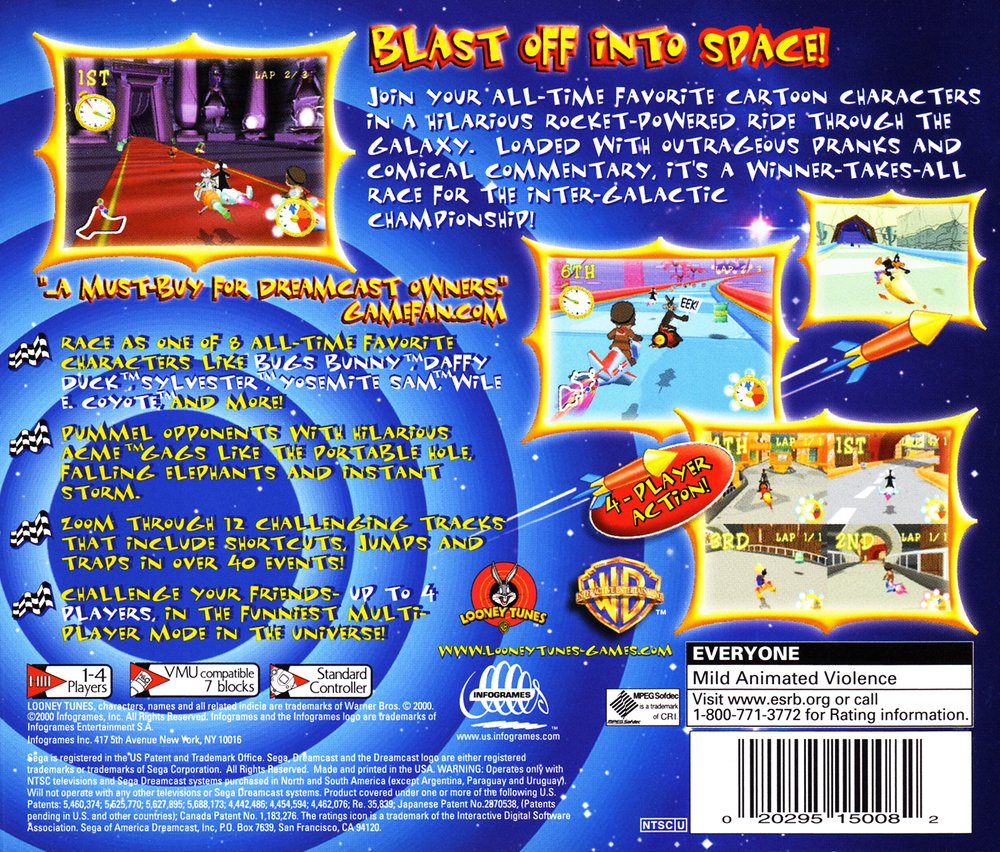 BLAST OFF INTO SPACE!
JOIN YOUR ALL-TIME FAVORITE CARTOON CHARACTERS
IN A HILARIOUS ROCKET-POWERED RIDE THROUGH THE
GALAXY. LOADED WITH OUTRAGEOUS PRANKS AND
COMICAL COMMENTARY, IT'S A WINNER-TAKES-ALL
RACE FOR THE INTER-GALACTIC
CHAMPIONSHIP!
1ST
LAP 2/3
"...A MUST-BUY FOR DREAMCAST OWNERS."
GAMEFAN.COM
6TH
LAP 2/3
EEK!
RACE AS ONE OF 8 ALL-TIME FAVORITE
CHARACTERS LIKE BUGS BUNNY™, DAFFY
DUCK™, SYLVESTER™, YOSEMITE SAM™, WILE
E. COYOTE™, AND MORE!
PUMMEL OPPONENTS WITH HILARIOUS
ACME™ GAGS LIKE THE PORTABLE HOLE,
FALLING ELEPHANTS AND INSTANT
STORM.
ZOOM THROUGH 12 CHALLENGING TRACKS
THAT INCLUDE SHORTCUTS, JUMPS AND
TRAPS IN OVER 40 EVENTS!
CHALLENGE YOUR FRIENDS- UP TO 4
PLAYERS, IN THE FUNNIEST MULTI-
PLAYER MODE IN THE UNIVERSE!
4-PLAYER
ACTION!
4TH
LAP 1/1
1ST
3RD
LAP 1/1
2ND
LAP 1/1
LOONEY TUNES
WB
INTERACTIVE ENTERTAINMENT
™
WWW.LOONEYTUNES-GAMES.COM
1-4
Players
VMU compatible
7 blocks
Standard
Controller
INFOGRAMES
™
www.us.infogrames.com
MPEG Sofdec
is a trademark
of CRI.
EVERYONE
Mild Animated Violence
Visit www.esrb.org or call
1-800-771-3772 for Rating information.
LOONEY TUNES, characters, names and all related indicia are trademarks of Warner Bros. © 2000.
©2000 Infogrames, Inc. All Rights Reserved. Infogrames and the Infogrames logo are trademarks of
Infogrames Entertainment S.A.
Infogrames Inc. 417 5th Avenue New York, NY 10016
Sega is registered in the US Patent and Trademark Office. Sega, Dreamcast and the Dreamcast logo are either registered
trademarks or trademarks of Sega Corporation. All Rights Reserved. Made and printed in the USA. WARNING: Operates only with
NTSC televisions and Sega Dreamcast systems purchased in North and South America (except Argentina, Paraguay and Uruguay).
Will not operate with any other televisions or Sega Dreamcast systems. Product covered under one or more of the following U.S.
Patents: 5,460,374; 5,625,770; 5,627,895; 5,688,173; 4,442,486; 4,454,594; 4,462,076; Re. 35,839; Japanese Patent No. 2870538, (Patents
pending in U.S. and other countries); Canada Patent No. 1,183,276. The ratings icon is a trademark of the Interactive Digital Software
Association. Sega of America Dreamcast, Inc, P.O. Box 7639, San Francisco, CA 94120.
NTSC U
0 20295 15008 2